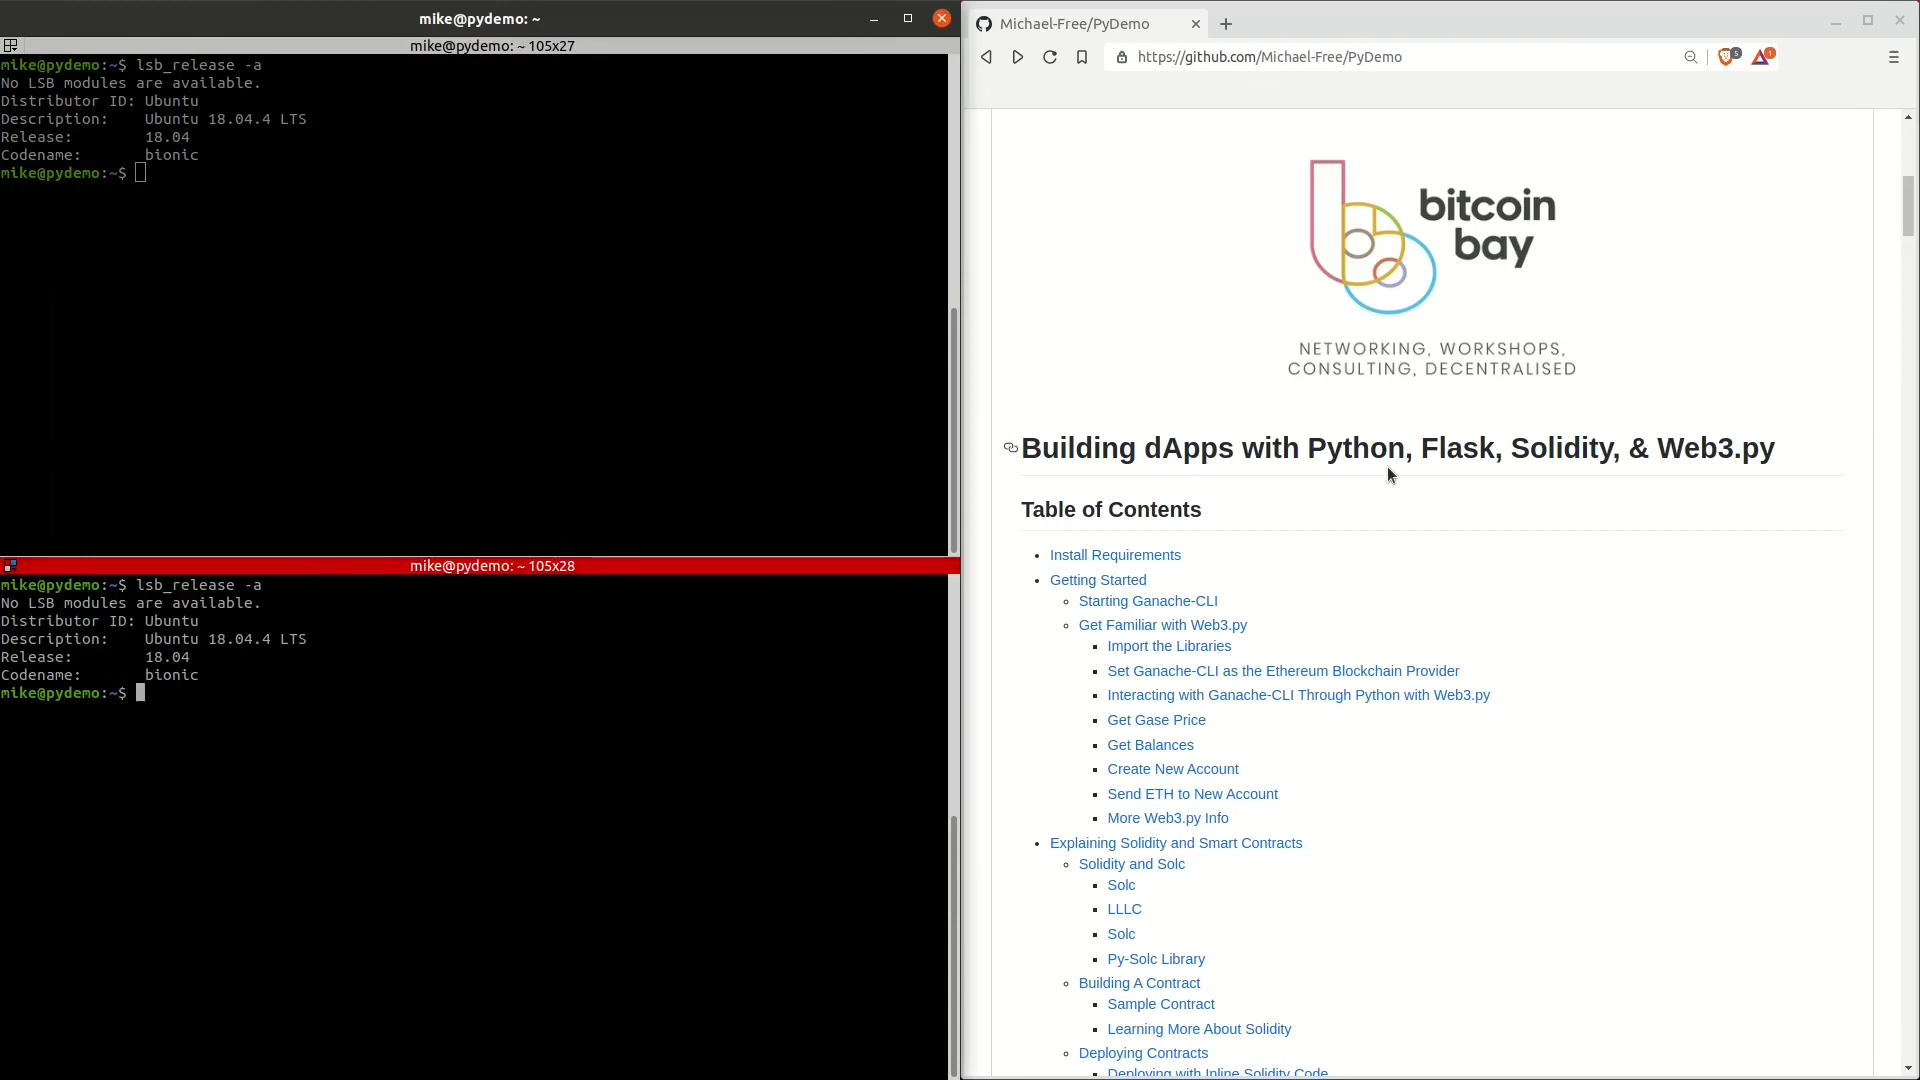 mike@pydemo: ~
mike@pydemo: ~ 105x27
mike@pydemo:~$ lsb_release -a
No LSB modules are available.
Distributor ID: Ubuntu
Description:    Ubuntu 18.04.4 LTS
Release:        18.04
Codename:       bionic
mike@pydemo:~$
mike@pydemo: ~ 105x28
mike@pydemo:~$ lsb_release -a
No LSB modules are available.
Distributor ID: Ubuntu
Description:    Ubuntu 18.04.4 LTS
Release:        18.04
Codename:       bionic
mike@pydemo:~$
Michael-Free/PyDemo
https://github.com/Michael-Free/PyDemo
5
1
bitcoin
bay
NETWORKING, WORKSHOPS,
CONSULTING, DECENTRALISED
Building dApps with Python, Flask, Solidity, & Web3.py
Table of Contents
Install Requirements
Getting Started
Starting Ganache-CLI
Get Familiar with Web3.py
Import the Libraries
Set Ganache-CLI as the Ethereum Blockchain Provider
Interacting with Ganache-CLI Through Python with Web3.py
Get Gase Price
Get Balances
Create New Account
Send ETH to New Account
More Web3.py Info
Explaining Solidity and Smart Contracts
Solidity and Solc
Solc
LLLC
Solc
Py-Solc Library
Building A Contract
Sample Contract
Learning More About Solidity
Deploying Contracts
Deploying with Inline Solidity Code